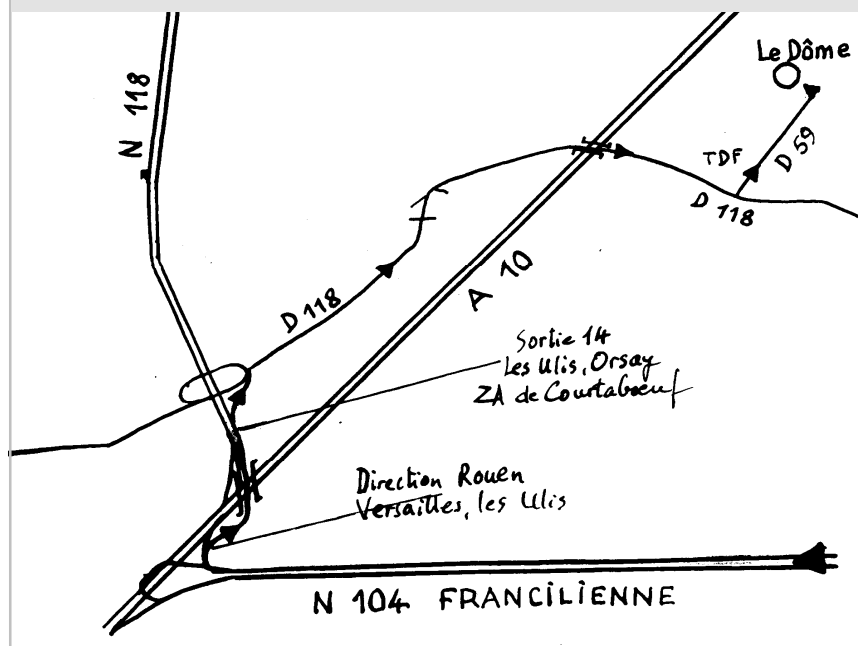 Le Dôme
N 118
TDF
D 59
D 118
A 10
D 118
Sortie 14
Les Ulis, Orsay
ZA de Courtabœuf
Direction Rouen
Versailles, les Ulis
N 104 FRANCILIENNE